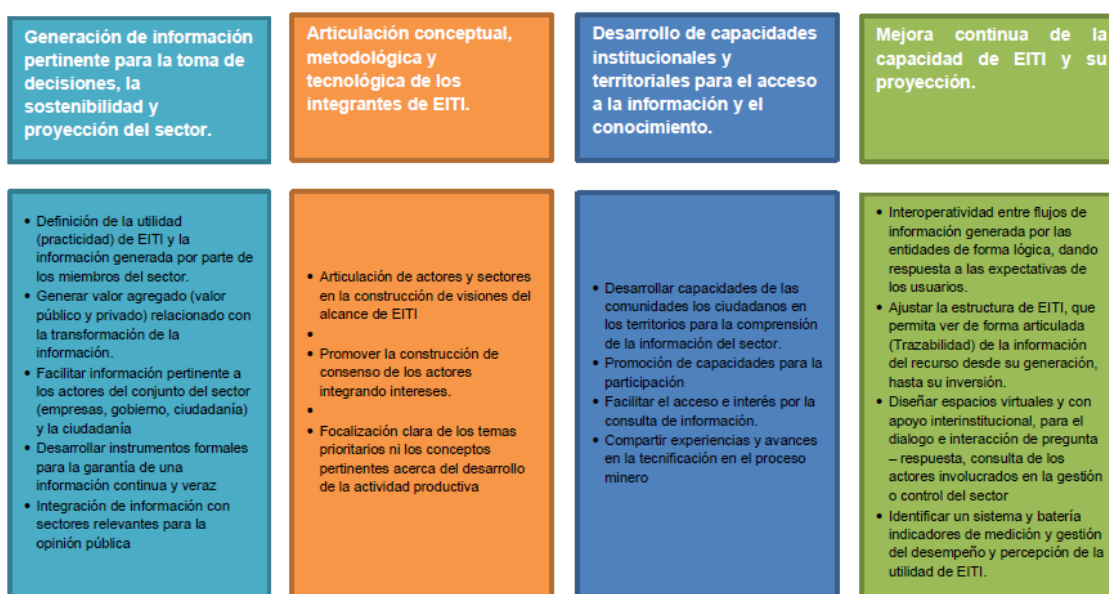 Generación de información
pertinente para la toma de
decisiones, la
sostenibilidad y
proyección del sector.
Articulación conceptual,
metodológica y
tecnológica de los
integrantes de EITI.
Desarrollo de capacidades
institucionales y
territoriales para el acceso
a la información y el
conocimiento.
Mejora continua de la
capacidad de EITI y su
proyección.
• Definición de la utilidad
(practicidad) de EITI y la
información generada por parte de
los miembros del sector.
• Generar valor agregado (valor
público y privado) relacionado con
la transformación de la
información.
• Facilitar información pertinente a
los actores del conjunto del sector
(empresas, gobierno, ciudadanía)
y la ciudadanía
• Desarrollar instrumentos formales
para la garantía de una
información continua y veraz
• Integración de información con
sectores relevantes para la
opinión pública
• Articulación de actores y sectores
en la construcción de visiones del
alcance de EITI
•
• Promover la construcción de
consenso de los actores
integrando intereses.
•
• Focalización clara de los temas
prioritarios ni los conceptos
pertinentes acerca del desarrollo
de la actividad productiva
• Desarrollar capacidades de las
comunidades los ciudadanos en
los territorios para la comprensión
de la información del sector.
• Promoción de capacidades para la
participación
• Facilitar el acceso e interés por la
consulta de información.
• Compartir experiencias y avances
en la tecnificación en el proceso
minero
• Interoperatividad entre flujos de
información generada por las
entidades de forma lógica, dando
respuesta a las expectativas de
los usuarios.
• Ajustar la estructura de EITI, que
permita ver de forma articulada
(Trazabilidad) de la información
del recurso desde su generación,
hasta su inversión.
• Diseñar espacios virtuales y con
apoyo interinstitucional, para el
dialogo e interacción de pregunta
– respuesta, consulta de los
actores involucrados en la gestión
o control del sector
• Identificar un sistema y batería
indicadores de medición y gestión
del desempeño y percepción de la
utilidad de EITI.